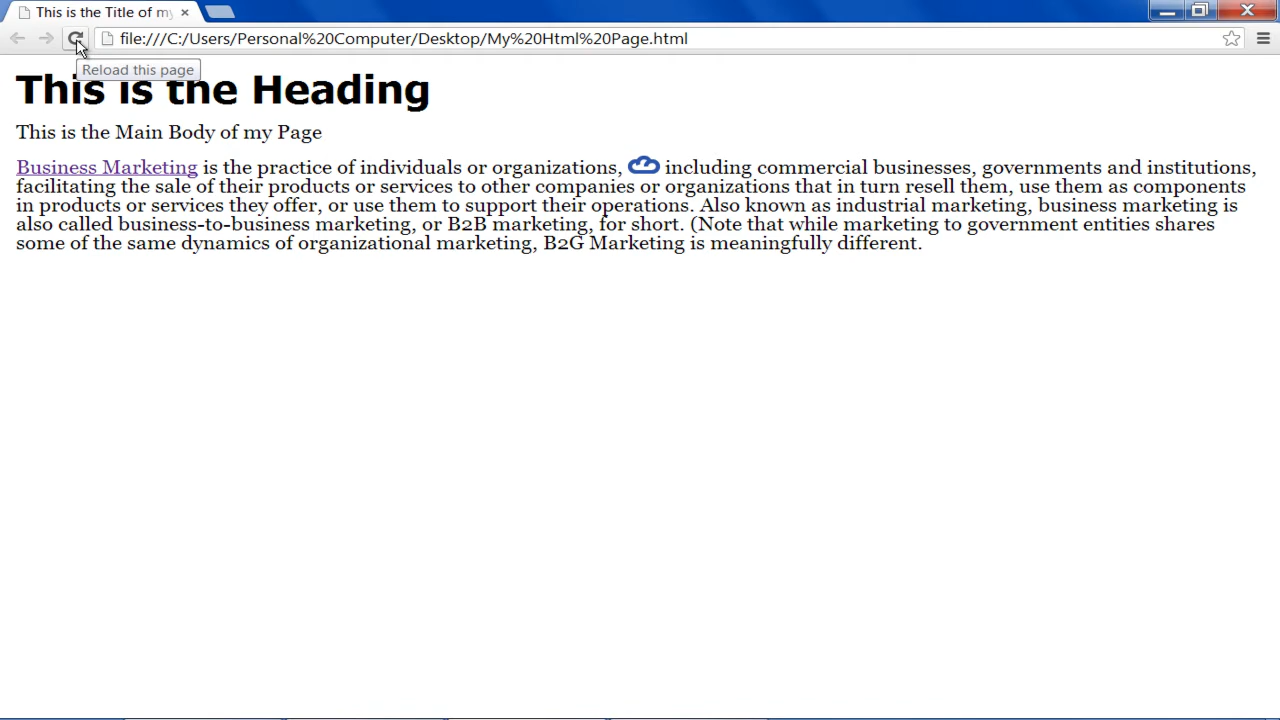 This is the Title of my
file:///C:/Users/Personal%20Computer/Desktop/My%20Html%20Page.html
Reload this page
This is the Heading
This is the Main Body of my Page
Business Marketing is the practice of individuals or organizations, including commercial businesses, governments and institutions,
facilitating the sale of their products or services to other companies or organizations that in turn resell them, use them as components
in products or services they offer, or use them to support their operations. Also known as industrial marketing, business marketing is
also called business-to-business marketing, or B2B marketing, for short. (Note that while marketing to government entities shares
some of the same dynamics of organizational marketing, B2G Marketing is meaningfully different.